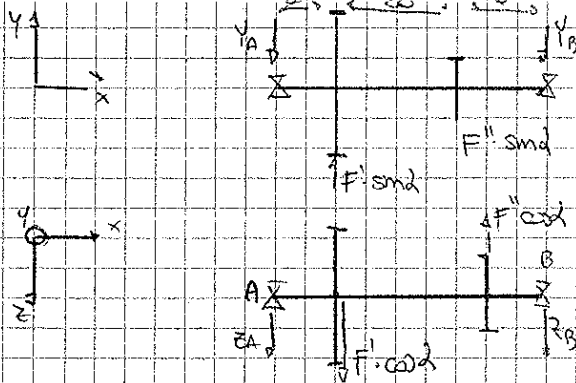 Y
x
Y_A
Y_B
F' sinα
F'' sinα
y
x
z
A
B
Z_A
Z_B
F' cosα
F'' cosα